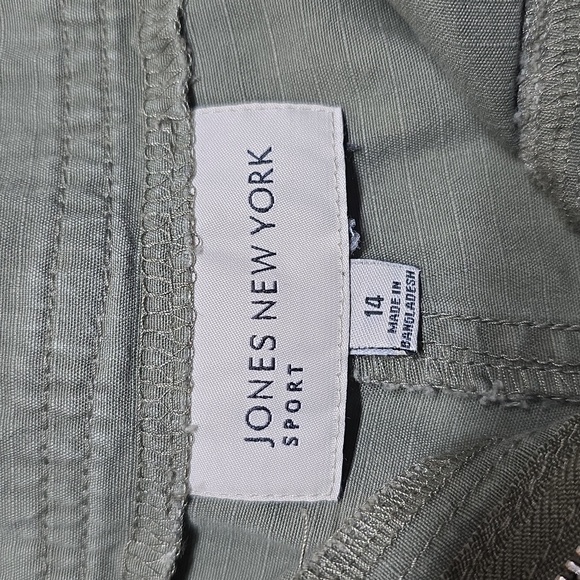 JONES NEW YORK
SPORT
14
MADE IN
BANGLADESH